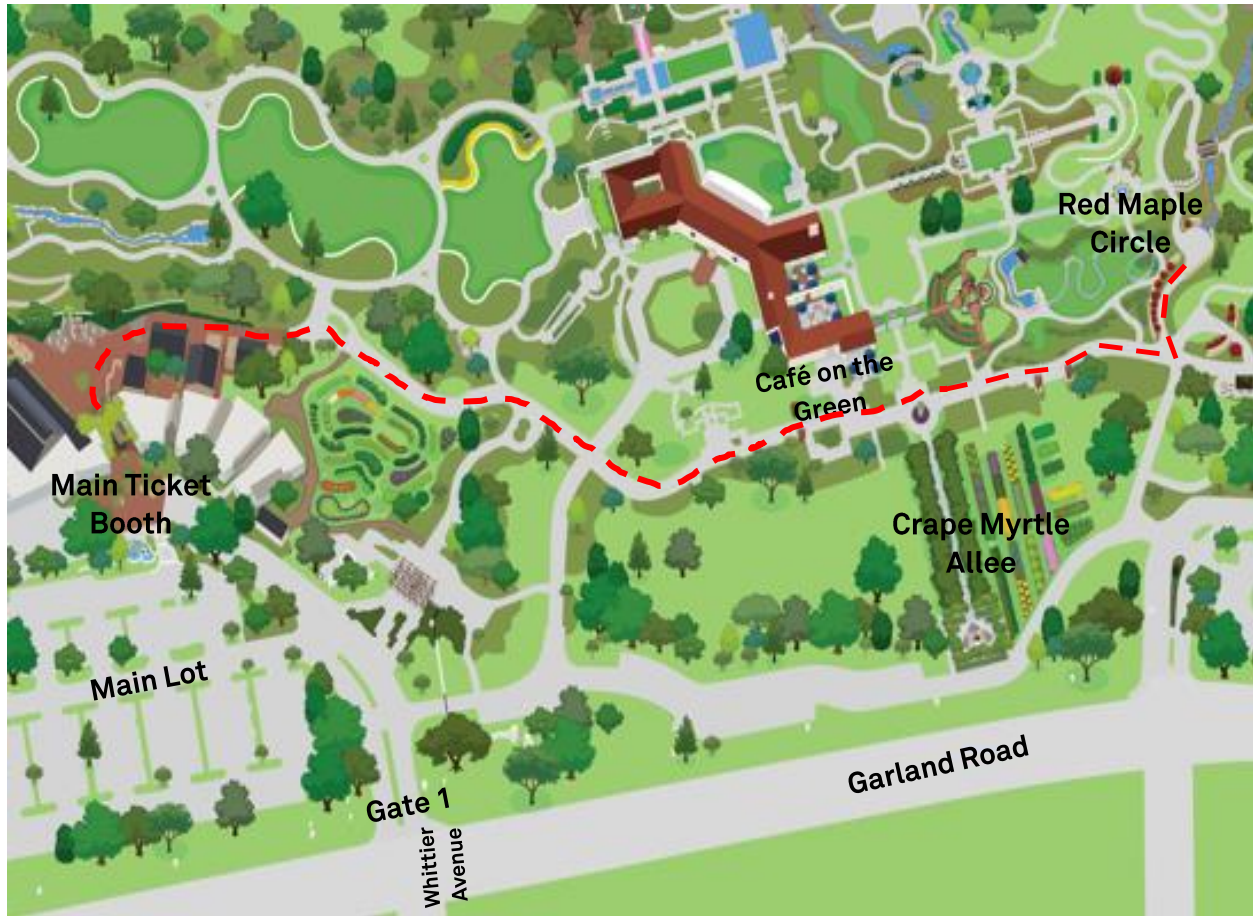 Red Maple
Circle
Café on the
Green
Main Ticket
Booth
Crape Myrtle
Allee
Main Lot
Garland Road
Gate 1
Whittier
Avenue